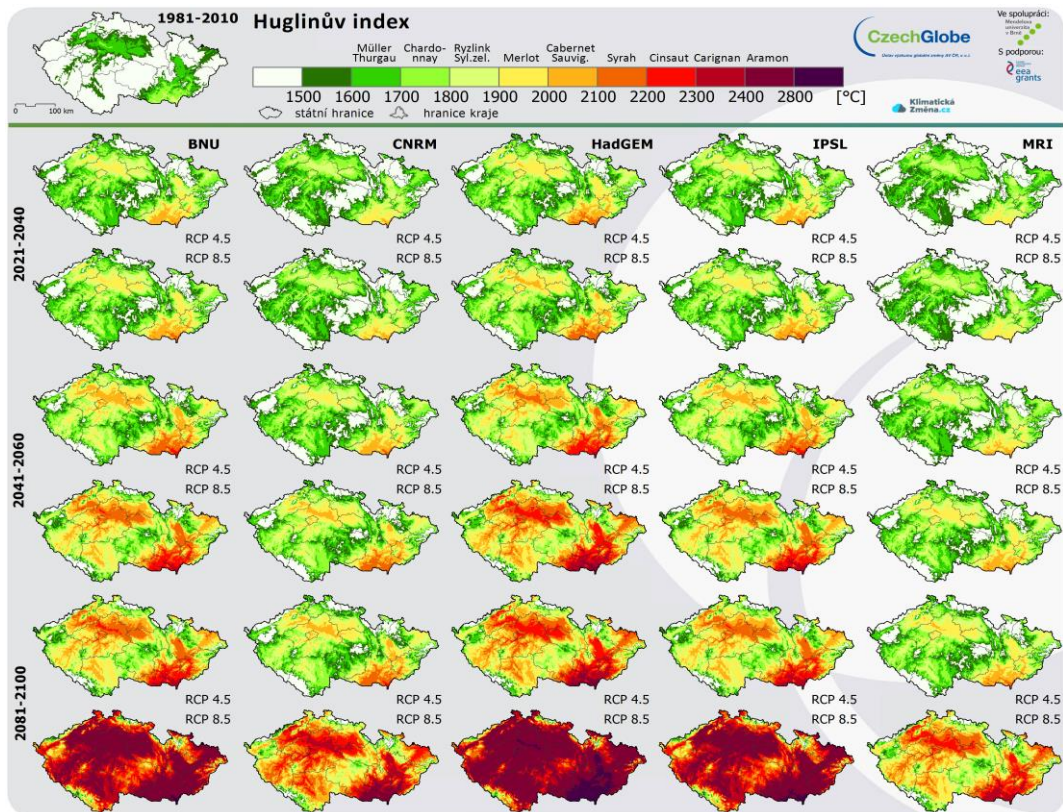 1981-2010
0 100 km
Huglinův index
Müller Thurgau
Chardo-nnay
Ryzlink Syl.zel.
Merlot
Cabernet Sauvig.
Syrah
Cinsaut
Carignan
Aramon
1500 1600 1700 1800 1900 2000 2100 2200 2300 2400 2800 [°C]
státní hranice
hranice kraje
CzechGlobe
Ve spolupráci:
Mendelova
univerzita
v Brně
S podporou:
eea
grants
Klimatická
Změna.cz
BNU CNRM HadGEM IPSL MRI
2021-2040
RCP 4.5 RCP 4.5 RCP 4.5 RCP 4.5 RCP 4.5
RCP 8.5 RCP 8.5 RCP 8.5 RCP 8.5 RCP 8.5
2041-2060
RCP 4.5 RCP 4.5 RCP 4.5 RCP 4.5 RCP 4.5
RCP 8.5 RCP 8.5 RCP 8.5 RCP 8.5 RCP 8.5
2081-2100
RCP 4.5 RCP 4.5 RCP 4.5 RCP 4.5 RCP 4.5
RCP 8.5 RCP 8.5 RCP 8.5 RCP 8.5 RCP 8.5